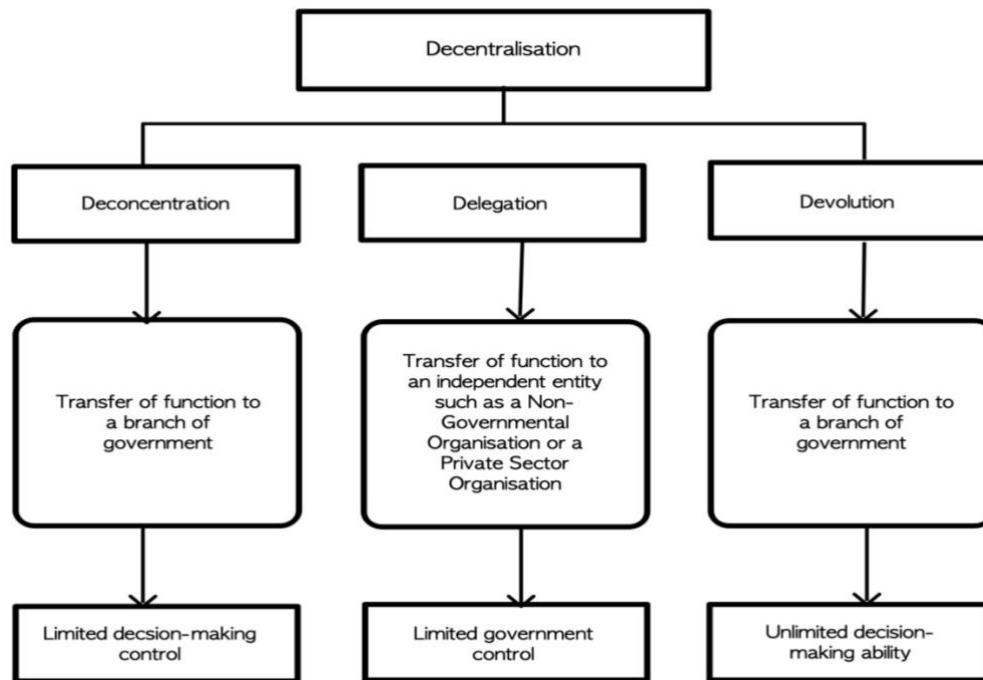 Decentralisation
Deconcentration
Delegation
Devolution
Transfer of function to
a branch of
government
Transfer of function to
an independent entity
such as a Non-
Governmental
Organisation or a
Private Sector
Organisation
Transfer of function to
a branch of
government
Limited decsion-making
control
Limited government
control
Unlimited decision-
making ability